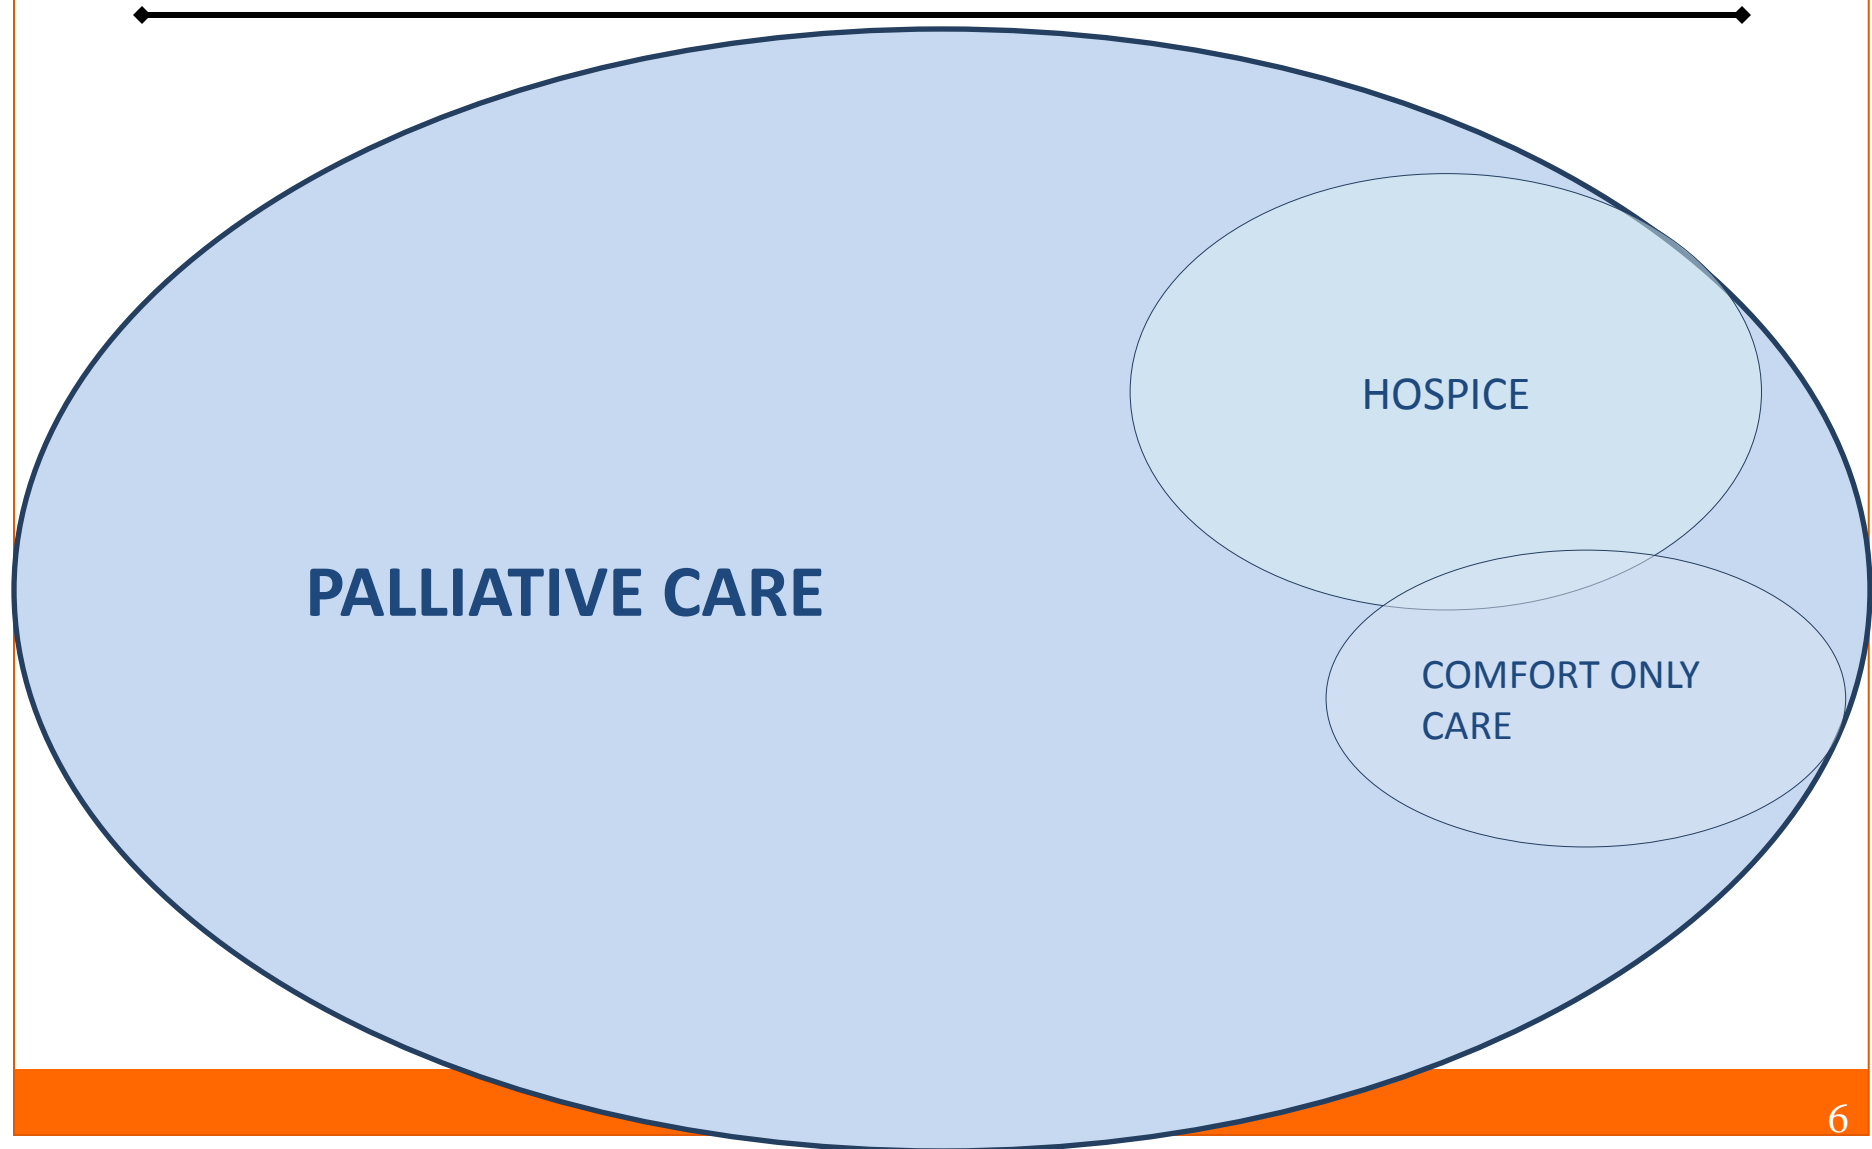 HOSPICE
PALLIATIVE CARE
COMFORT ONLY
CARE
6